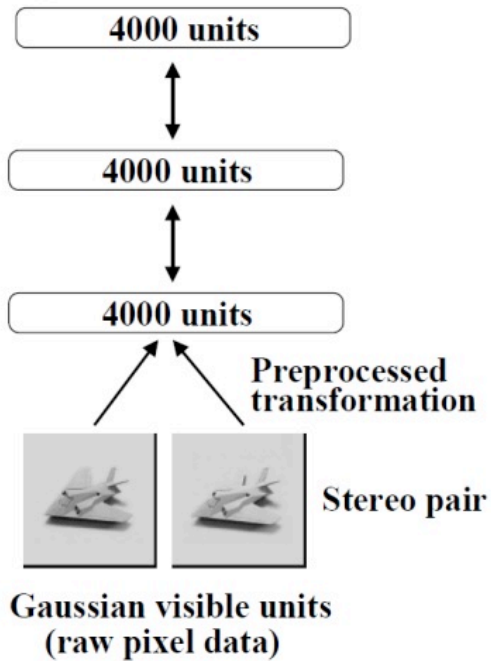 4000 units
4000 units
4000 units
Preprocessed
transformation
Stereo pair
Gaussian visible units
(raw pixel data)